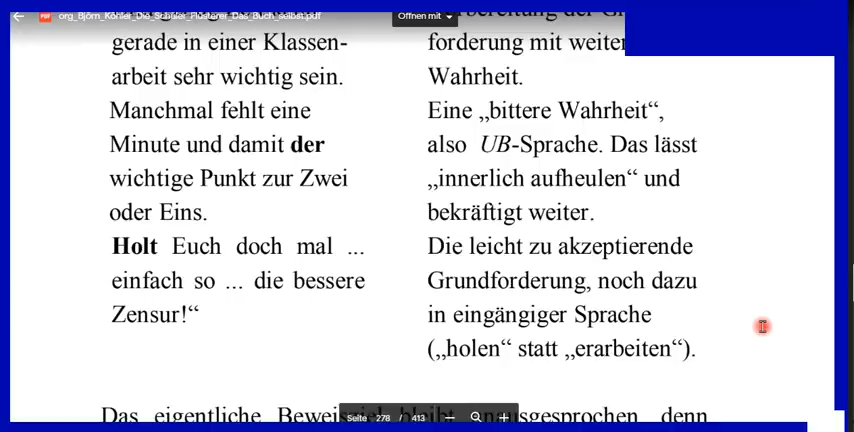 org_Björn_Köhler_Die_Schüler_Flüsterer_Das_Buch_selbst.pdf
Öffnen mit
gerade in einer Klassen-
arbeit sehr wichtig sein.
Manchmal fehlt eine
Minute und damit der
wichtige Punkt zur Zwei
oder Eins.
Holt Euch doch mal ...
einfach so ... die bessere
Zensur!“
forderung mit weiter
Wahrheit.
Eine „bittere Wahrheit“,
also UB-Sprache. Das lässt
„innerlich aufheulen“ und
bekräftigt weiter.
Die leicht zu akzeptierende
Grundforderung, noch dazu
in eingängiger Sprache
(„holen“ statt „erarbeiten“).
Das eigentliche bleibt denn
Seite 278 / 413